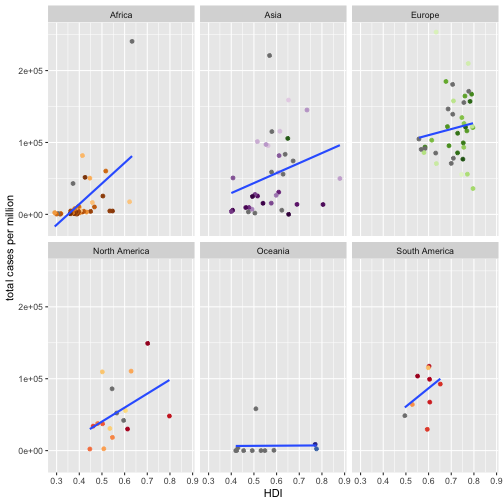 Africa Asia Europe
2e+05
1e+05
0e+00
North America Oceania South America
2e+05
1e+05
0e+00
0.3 0.4 0.5 0.6 0.7 0.8 0.9 0.3 0.4 0.5 0.6 0.7 0.8 0.9 0.3 0.4 0.5 0.6 0.7 0.8 0.9
HDI
total cases per million